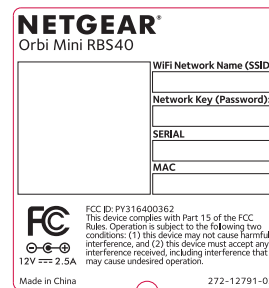 NETGEAR®
Orbi Mini RBS40
WiFi Network Name (SSID
Network Key (Password):
SERIAL
MAC
FC
FCC ID: PY316400362
This device complies with Part 15 of the FCC
Rules. Operation is subject to the following two
conditions: (1) this device may not cause harmful
interference, and (2) this device must accept any
interference received, including interference that
may cause undesired operation.
12V 2.5A
Made in China
272-12791-0